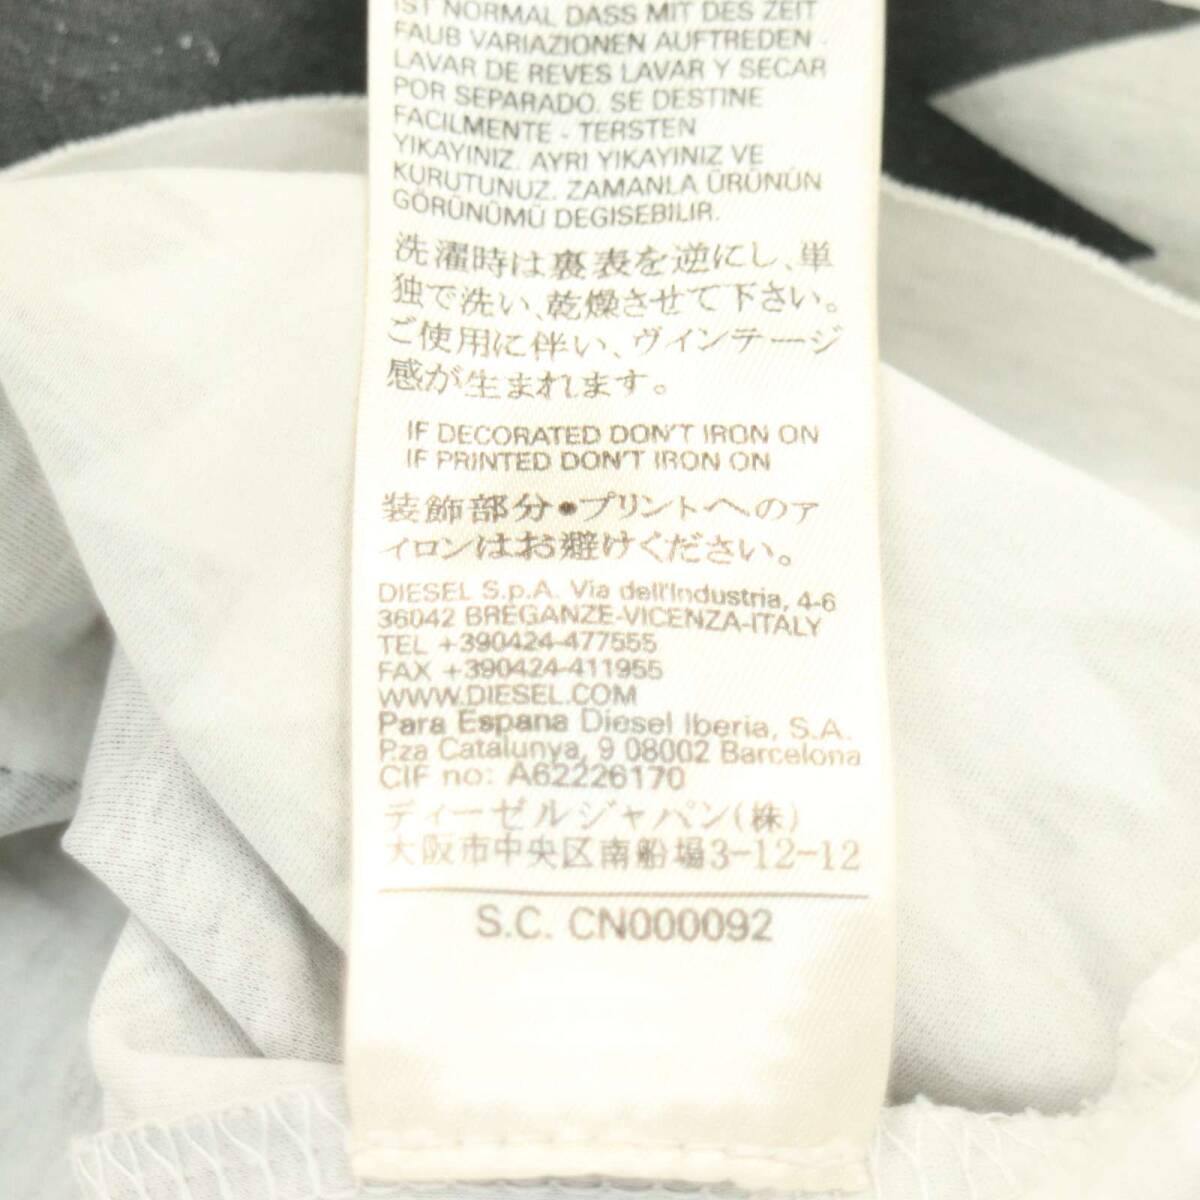 IST NORMAL DASS MIT DES ZEIT
FAUB VARIAZIONEN AUFTREDEN -
LAVAR DE REVES LAVAR Y SECAR
POR SEPARADO. SE DESTINE
FACILMENTE - TERSTEN
YIKAYINIZ. AYRI YIKAYINIZ VE
KURUTUNUZ. ZAMANLA ÜRÜNÜN
GÖRÜNÜMÜ DEGISEBILIR.
洗濯時は裏表を逆にし、単
独で洗い、乾燥させて下さい。
ご使用に伴い、ヴィンテージ
感が生まれます。
IF DECORATED DON'T IRON ON
IF PRINTED DON'T IRON ON
装飾部分•プリントへのア
イロンはお避けください。
DIESEL S.p.A. Via dell'Industria, 4-6
36042 BREGANZE-VICENZA-ITALY
TEL +390424-477555
FAX +390424-411955
WWW.DIESEL.COM
Para Espana Diesel Iberia, S.A.
P.za Catalunya, 9 08002 Barcelona
CIF no: A62226170
ディーゼルジャパン(株)
大阪市中央区南船場3-12-12
S.C. CN000092